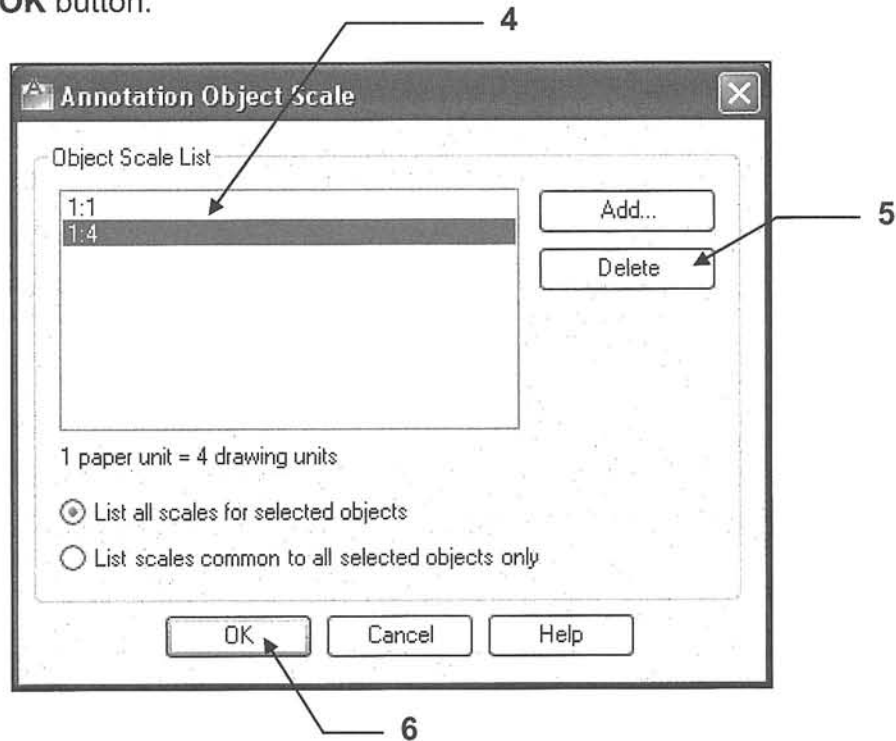 OK button.
4
Annotation Object Scale
Object Scale List
1:1
Add...
5
1:4
Delete
1 paper unit = 4 drawing units
List all scales for selected objects
List scales common to all selected objects only
OK
Cancel
Help
6